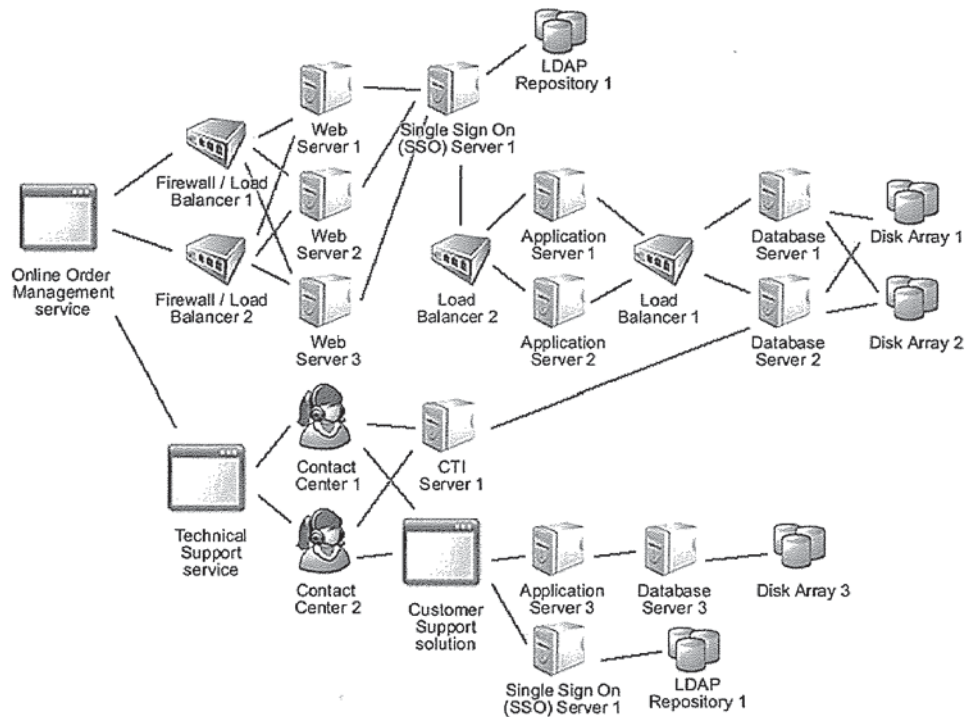 LDAP
Repository 1
Web
Server 1
Single Sign On
(SSO) Server 1
Firewall / Load
Balancer 1
Web
Server 2
Application
Server 1
Database
Server 1
Disk Array 1
Online Order
Management
service
Firewall / Load
Balancer 2
Load
Balancer 2
Load
Balancer 1
Web
Server 3
Application
Server 2
Database
Server 2
Disk Array 2
Contact
Center 1
CTI
Server 1
Technical
Support
service
Contact
Center 2
Customer
Support
solution
Application
Server 3
Database
Server 3
Disk Array 3
Single Sign On
(SSO) Server 1
LDAP
Repository 1